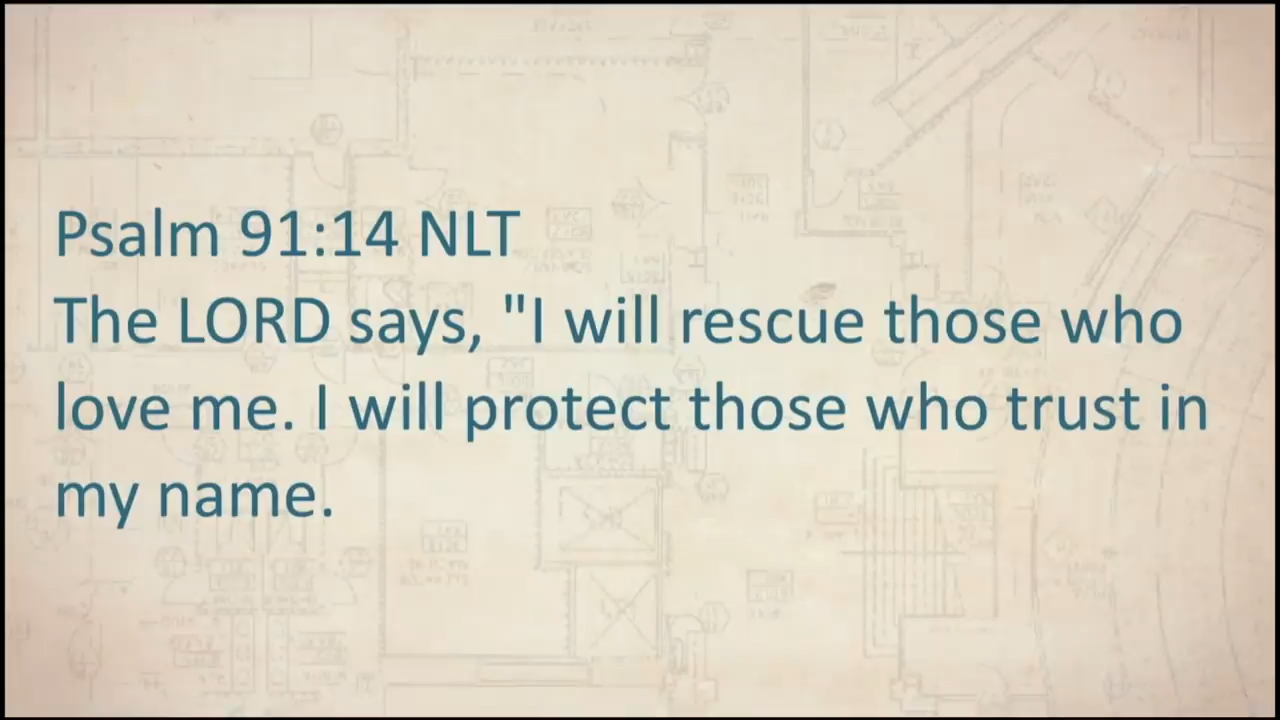 Psalm 91:14 NLT
The LORD says, "I will rescue those who
love me. I will protect those who trust in
my name.